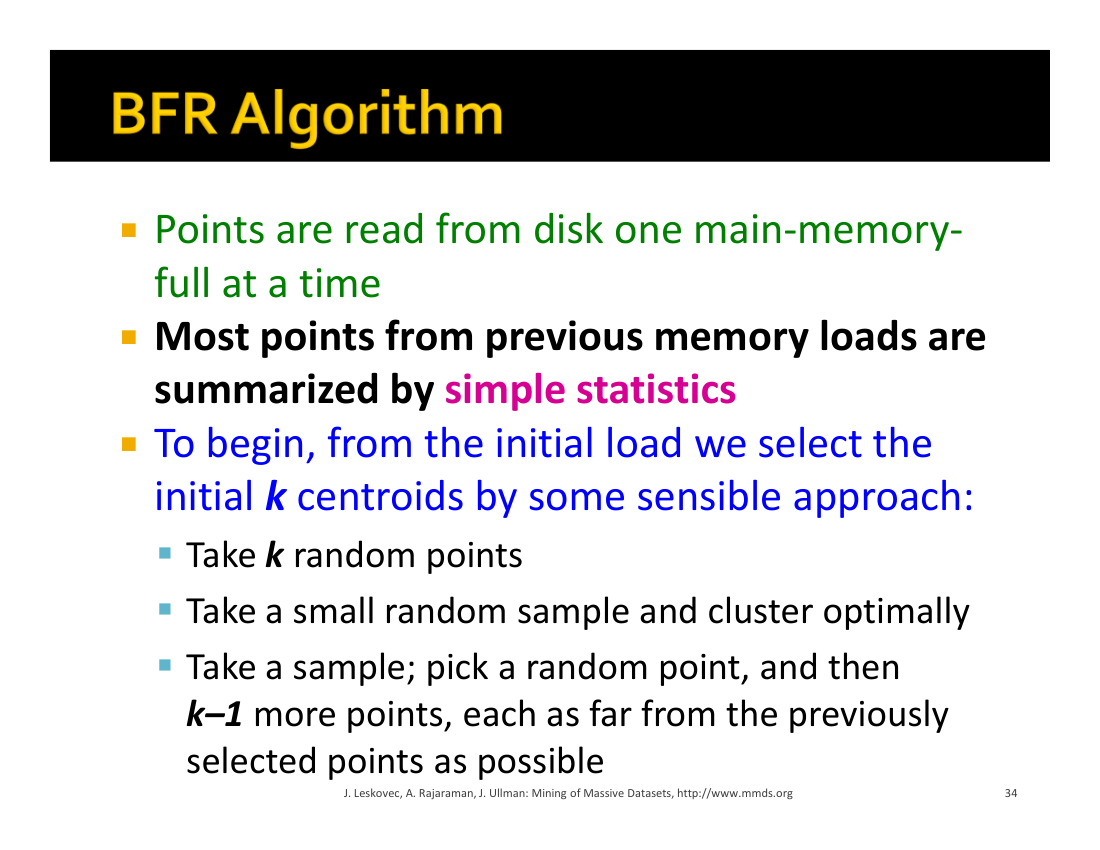 BFR Algorithm
Points are read from disk one main-memory-
full at a time
Most points from previous memory loads are
summarized by simple statistics
To begin, from the initial load we select the
initial k centroids by some sensible approach:
Take k random points
Take a small random sample and cluster optimally
Take a sample; pick a random point, and then
k–1 more points, each as far from the previously
selected points as possible
J. Leskovec, A. Rajaraman, J. Ullman: Mining of Massive Datasets, http://www.mmds.org
34